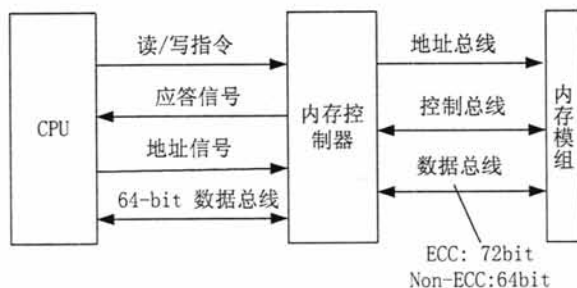 CPU
读/写指令
应答信号
地址信号
64-bit 数据总线
内存控
制器
地址总线
控制总线
数据总线
内存模组
ECC: 72bit
Non-ECC:64bit